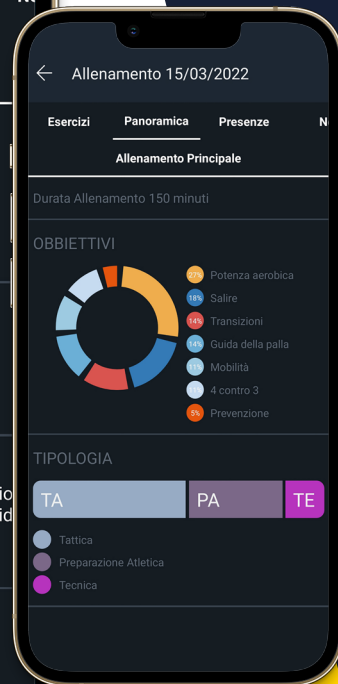 Allenamento 15/03/2022
Esercizi Panoramica Presenze
Allenamento Principale
Durata Allenamento 150 minuti
OBBIETTIVI
27% Potenza aerobica
18% Salire
14% Transizioni
14% Guida della palla
11% Mobilità
4 contro 3
5% Prevenzione
TIPOLOGIA
TA PA TE
Tattica
Preparazione Atletica
Tecnica